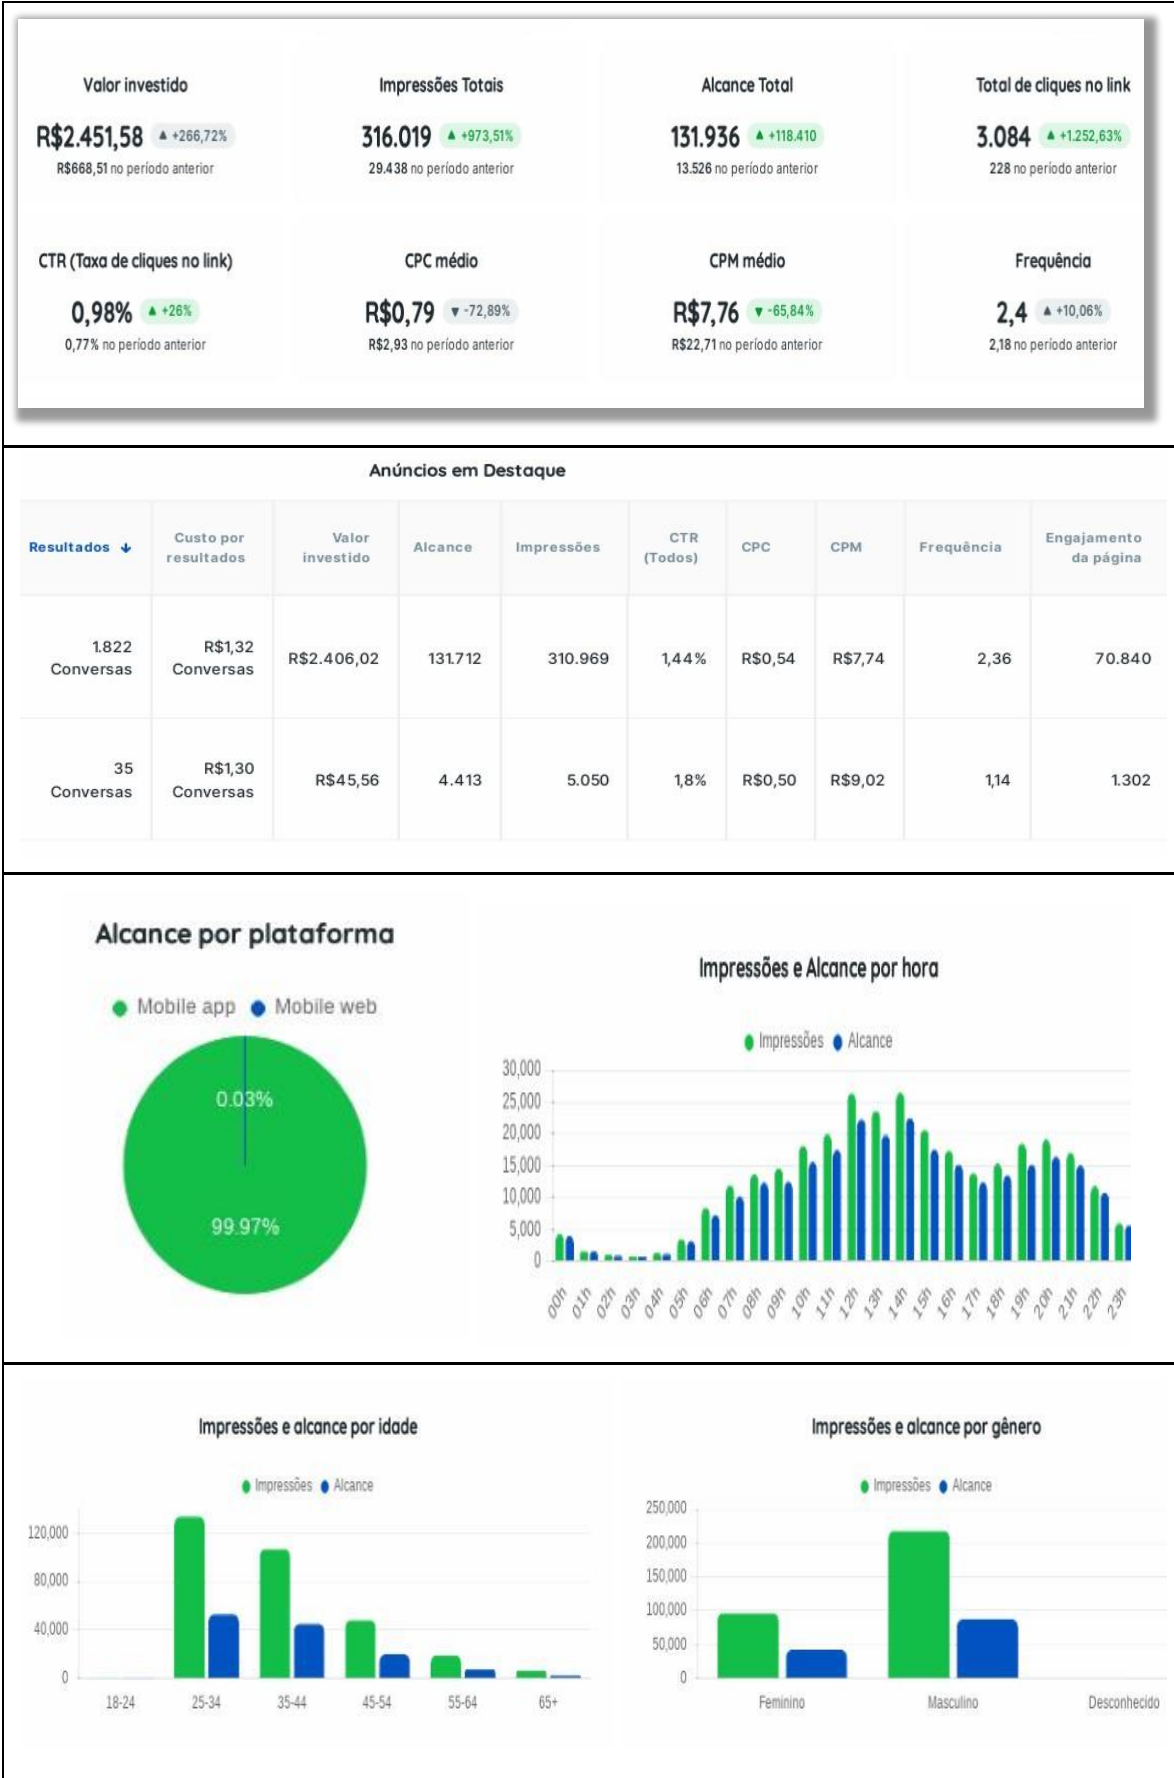 Valor investido
R$2.451,58 ▲ +266,72%
R$668,51 no período anterior
Impressões Totais
316.019 ▲ +973,51%
29.438 no período anterior
Alcance Total
131.936 ▲ +118.410
13.526 no período anterior
Total de cliques no link
3.084 ▲ +1.252,63%
228 no período anterior
CTR (Taxa de cliques no link)
0,98% ▲ +26%
0,77% no período anterior
CPC médio
R$0,79 ▼ -72,89%
R$2,93 no período anterior
CPM médio
R$7,76 ▼ -65,84%
R$22,71 no período anterior
Frequência
2,4 ▲ +10,06%
2,18 no período anterior
Anúncios em Destaque
Resultados ↓ Custo por resultados Valor investido Alcance Impressões CTR (Todos) CPC CPM Frequência Engajamento da página
1.822 Conversas R$1,32 Conversas R$2.406,02 131.712 310.969 1,44% R$0,54 R$7,74 2,36 70.840
35 Conversas R$1,30 Conversas R$45,56 4.413 5.050 1,8% R$0,50 R$9,02 1,14 1.302
Alcance por plataforma
Mobile app Mobile web
0.03%
99.97%
Impressões e Alcance por hora
Impressões Alcance
30,000
25,000
20,000
15,000
10,000
5,000
0
00h 01h 02h 03h 04h 05h 06h 07h 08h 09h 10h 11h 12h 13h 14h 15h 16h 17h 18h 19h 20h 21h 22h 23h
Impressões e alcance por idade
Impressões Alcance
120,000
80,000
40,000
0
18-24 25-34 35-44 45-54 55-64 65+
Impressões e alcance por gênero
Impressões Alcance
250,000
200,000
150,000
100,000
50,000
0
Feminino Masculino Desconhecido